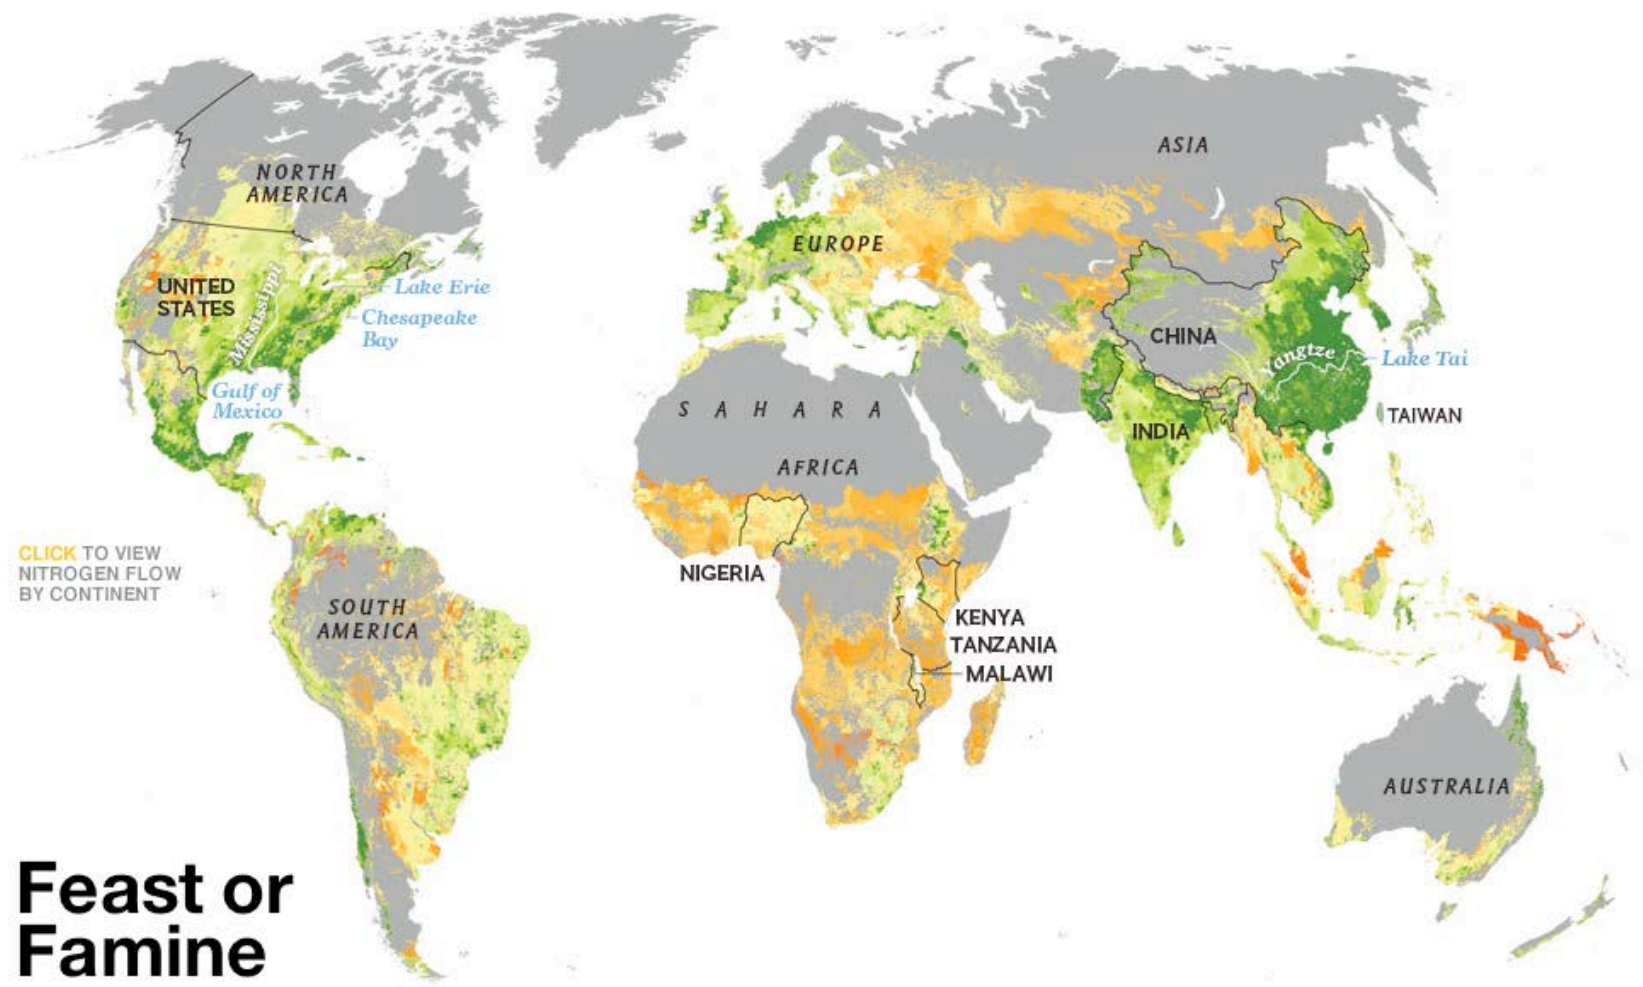 NORTH
AMERICA
ASIA
EUROPE
UNITED
STATES
Mississippi
Lake Erie
Chesapeake
Bay
CHINA
Yangtze
Lake Tai
Gulf of
Mexico
SAHARA
TAIWAN
INDIA
AFRICA
CLICK TO VIEW
NITROGEN FLOW
BY CONTINENT
NIGERIA
SOUTH
AMERICA
KENYA
TANZANIA
MALAWI
AUSTRALIA
Feast or
Famine